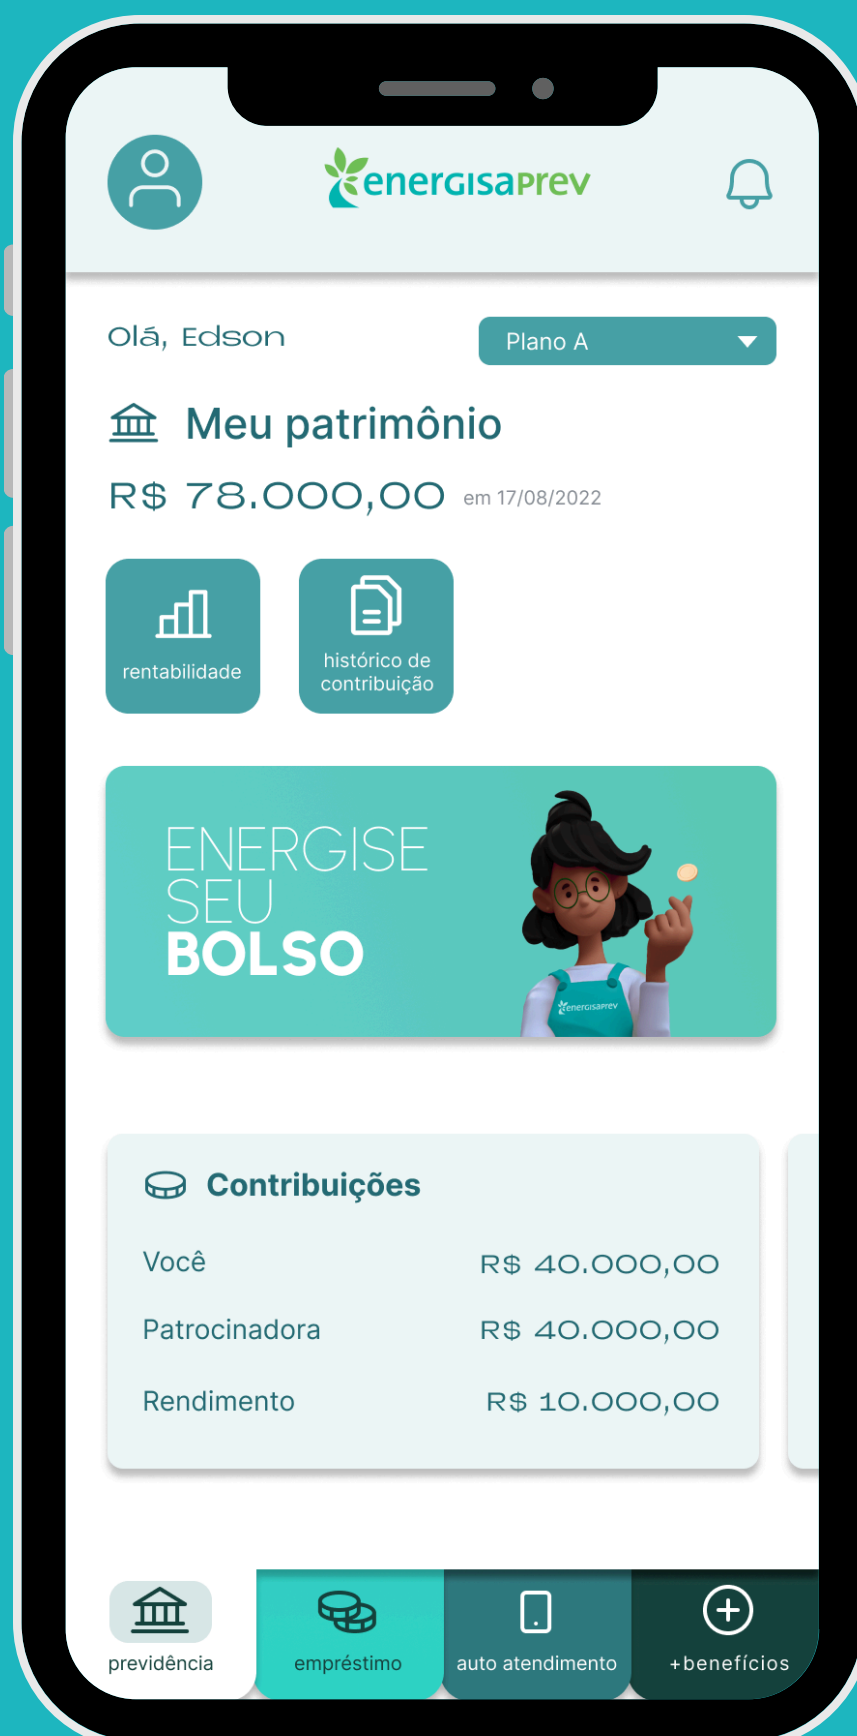 energisaprev
Olá, Edson
Plano A
Meu patrimônio
R$ 78.000,00 em 17/08/2022
rentabilidade
histórico de
contribuição
ENERGISE
SEU
BOLSO
energisaprev
Contribuições
Você R$ 40.000,00
Patrocinadora R$ 40.000,00
Rendimento R$ 10.000,00
previdência
empréstimo
auto atendimento
+benefícios